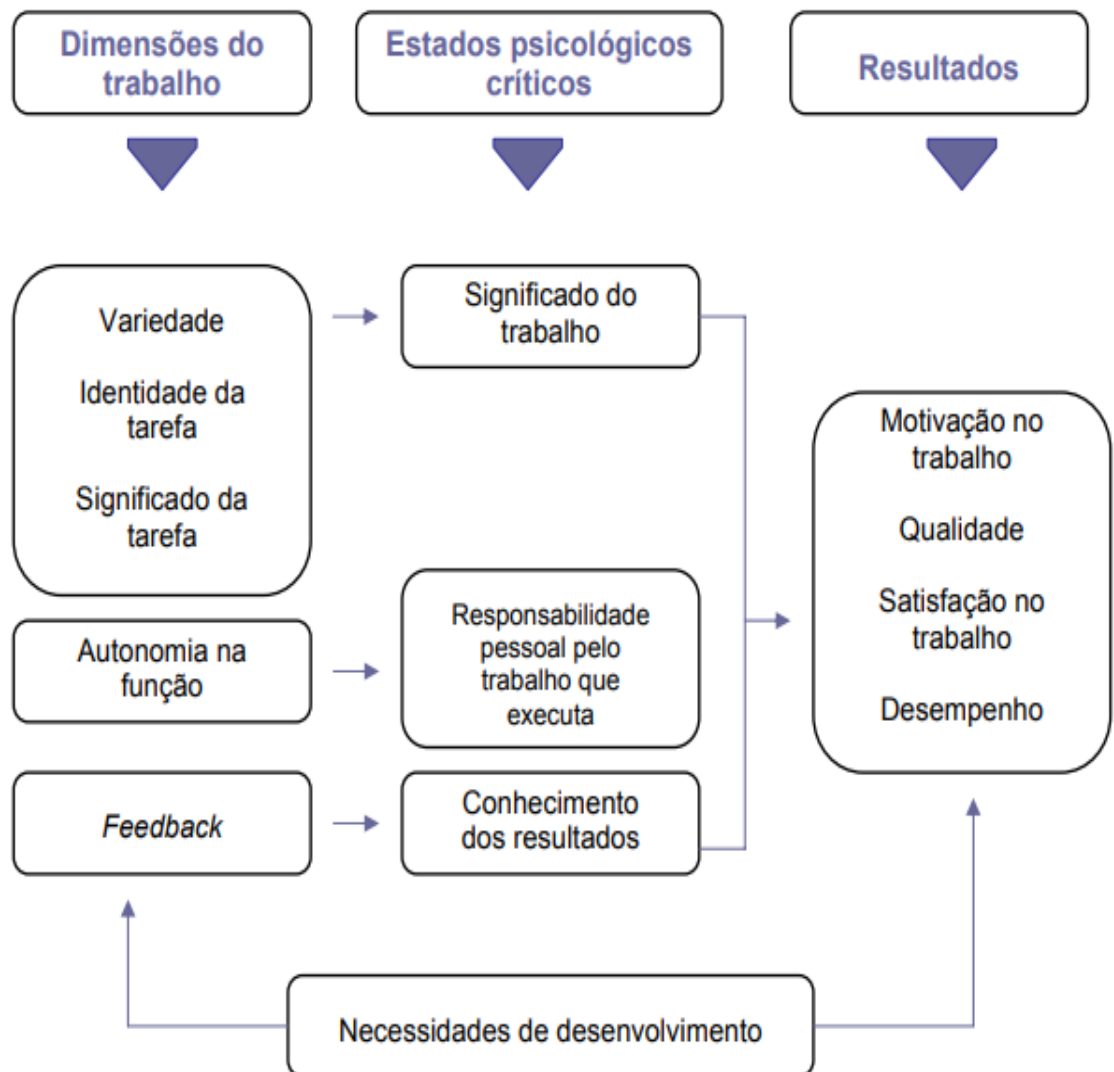 Dimensões do
trabalho
Estados psicológicos
críticos
Resultados
Variedade
Identidade da
tarefa
Significado da
tarefa
Significado do
trabalho
Autonomia na
função
Responsabilidade
pessoal pelo
trabalho que
executa
Feedback
Conhecimento
dos resultados
Motivação no
trabalho
Qualidade
Satisfação no
trabalho
Desempenho
Necessidades de desenvolvimento